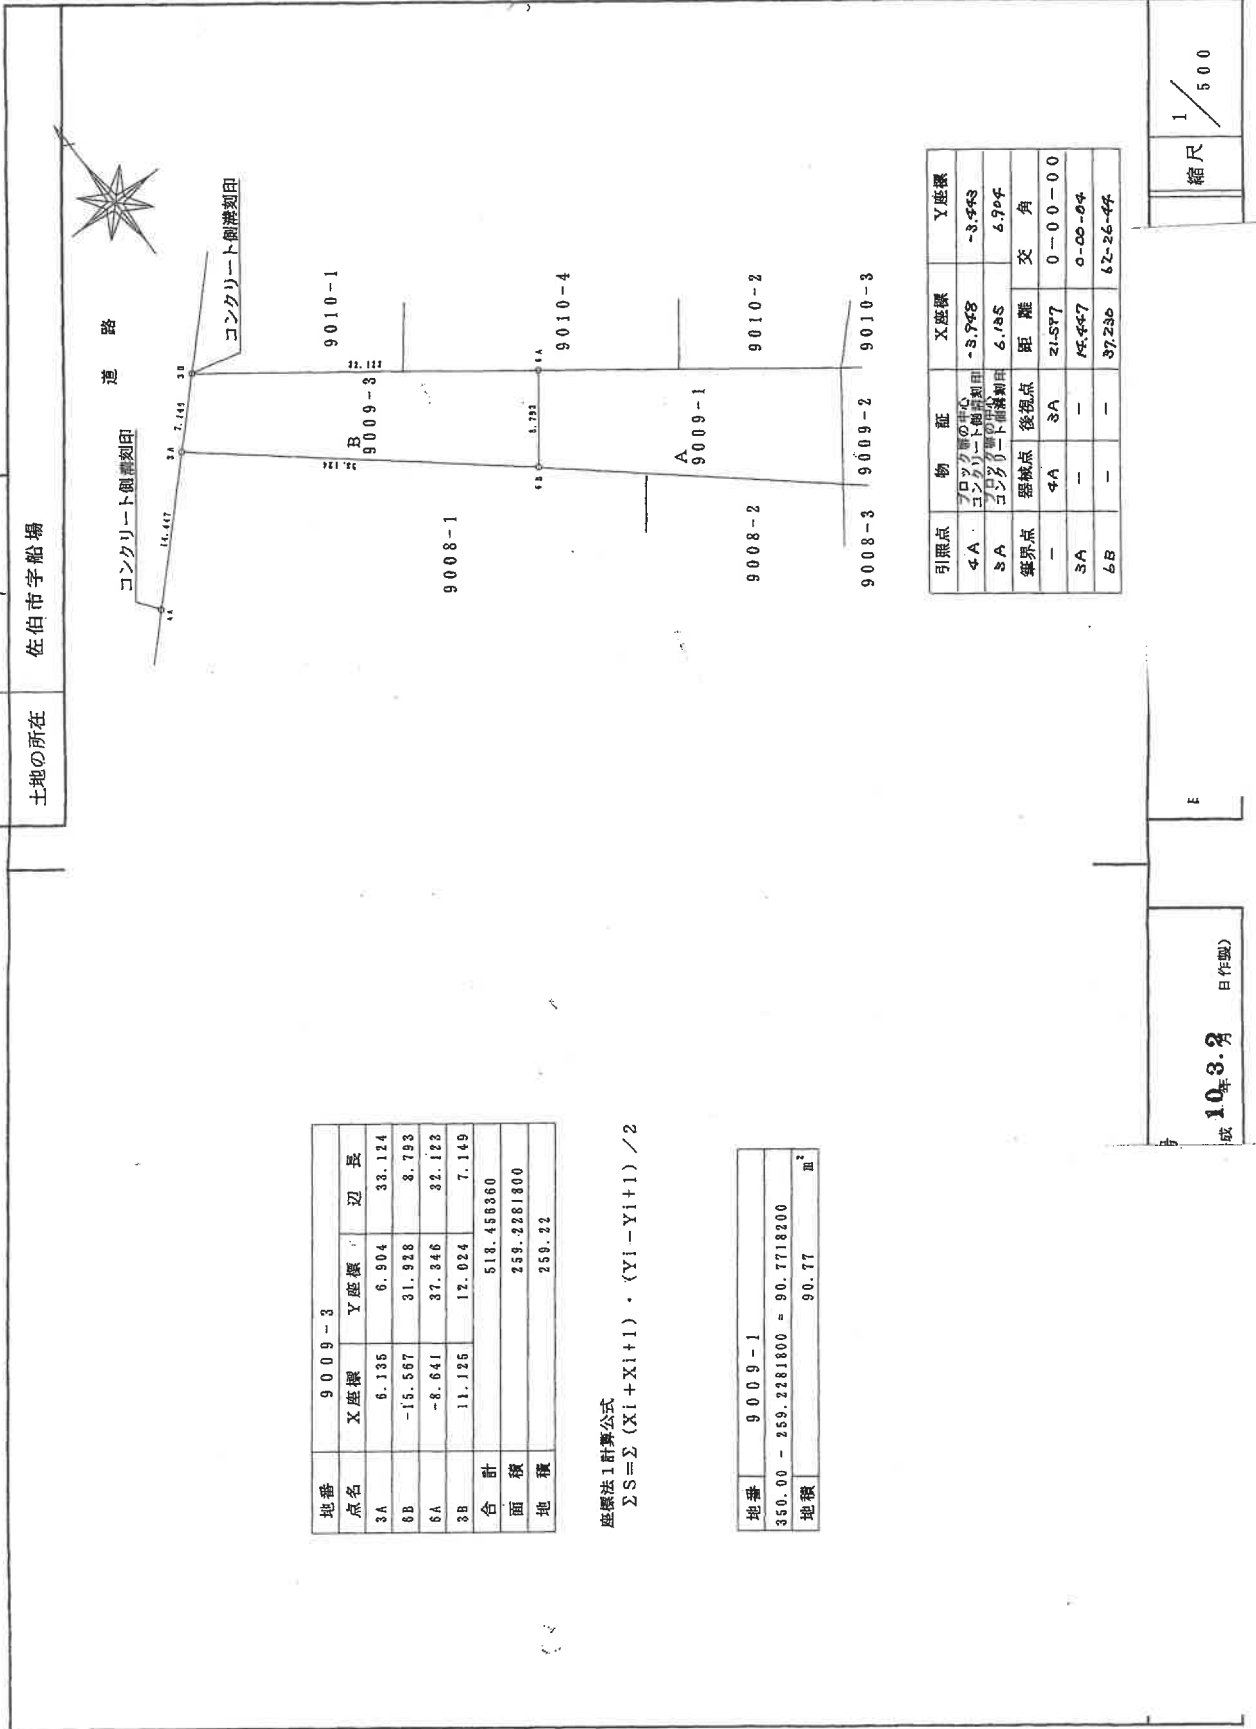 土地の所在 佐伯市字船場
道路
コンクリート側溝刻印
コンクリート側溝刻印
4A 14.447 3A 7.149 3B
33.124
32.123
B
9009-3
9010-1
9008-1
6B 8.793 6A
9010-4
A
9009-1
9008-2
9010-2
9008-3 9009-2 9010-3
地番 9009-3
点名 X座標 Y座標 辺長
3A 6.135 6.904 33.124
6B -15.567 31.928 8.793
6A -8.641 37.346 32.123
3B 11.125 12.024 7.149
合計 518.456360
面積 259.2281800
地積 259.22
座標法1計算公式
ΣS=Σ(Xi+Xi+1)・(Yi-Yi+1)/2
地番 9009-1
350.00 - 259.2281800 = 90.7718200
地積 90.77 m²
引照点 物証 X座標 Y座標
4A ブロック塀の中心 コンクリート側溝刻印 -3.948 -3.443
3A ブロック塀の中心 コンクリート側溝刻印 6.135 6.904
筆界点 器械点 後視点 距離 交角
- 4A 3A 21.577 0-00-00
3A - - 14.447 0-00-04
6B - - 37.230 62-26-44
成10年3.2月 日作製)
縮尺 1/500